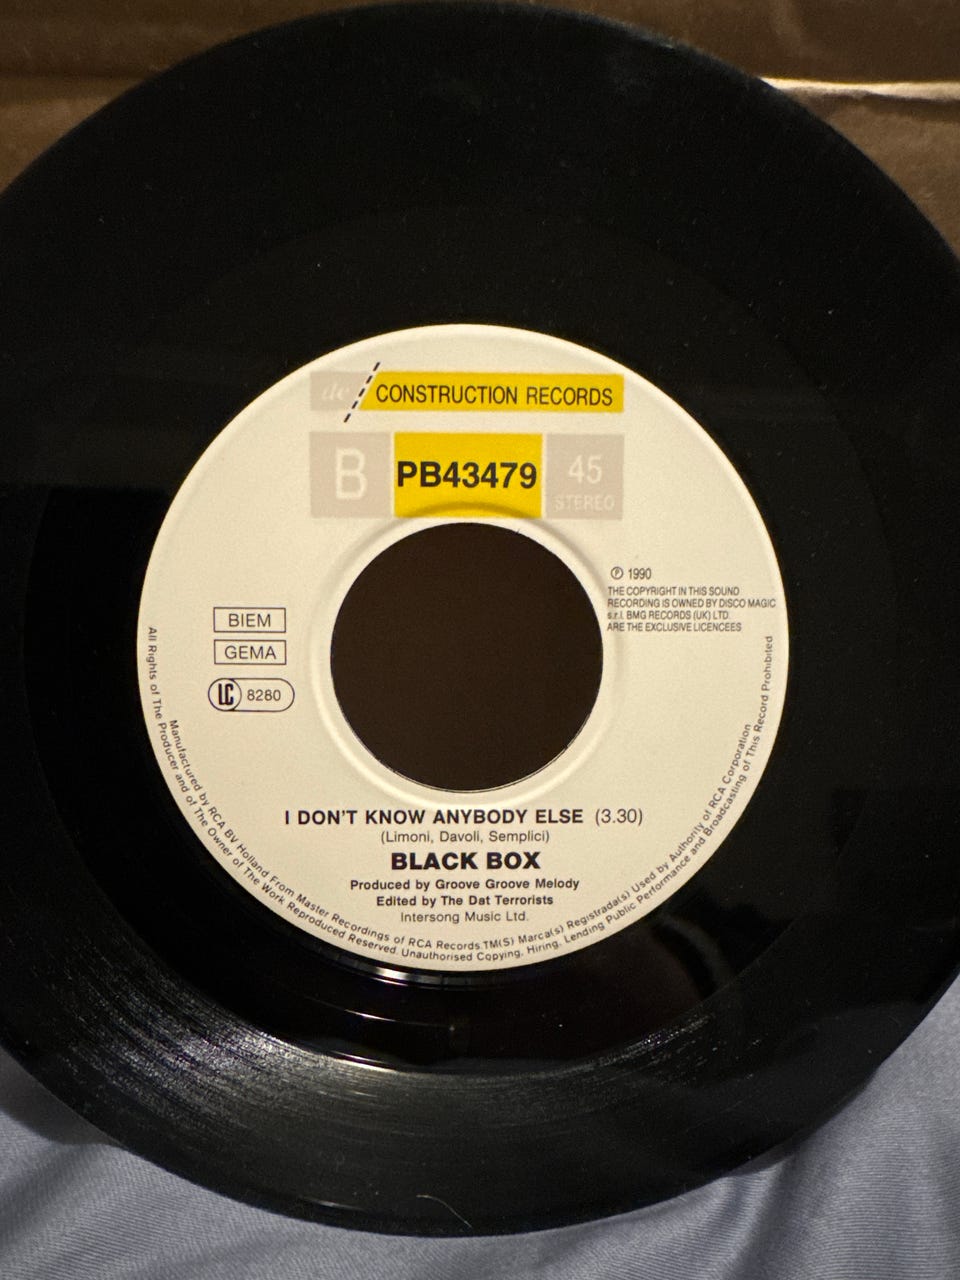 de/CONSTRUCTION RECORDS
B PB43479 45
STEREO
℗ 1990
THE COPYRIGHT IN THIS SOUND
RECORDING IS OWNED BY DISCO MAGIC
s.r.l. BMG RECORDS (UK) LTD.
ARE THE EXCLUSIVE LICENCEES
BIEM
GEMA
LC 8280
I DON'T KNOW ANYBODY ELSE (3.30)
(Limoni, Davoli, Semplici)
BLACK BOX
Produced by Groove Groove Melody
Edited by The Dat Terrorists
Intersong Music Ltd.
Manufactured by RCA BV Holland From Master Recordings of RCA Records.TM(S) Marca(s) Registrada(s) Used by Authority of RCA Corporation
All Rights of The Producer and of The Owner of The Work Reproduced Reserved. Unauthorised Copying, Hiring, Lending Public Performance and Broadcasting of This Record Prohibited